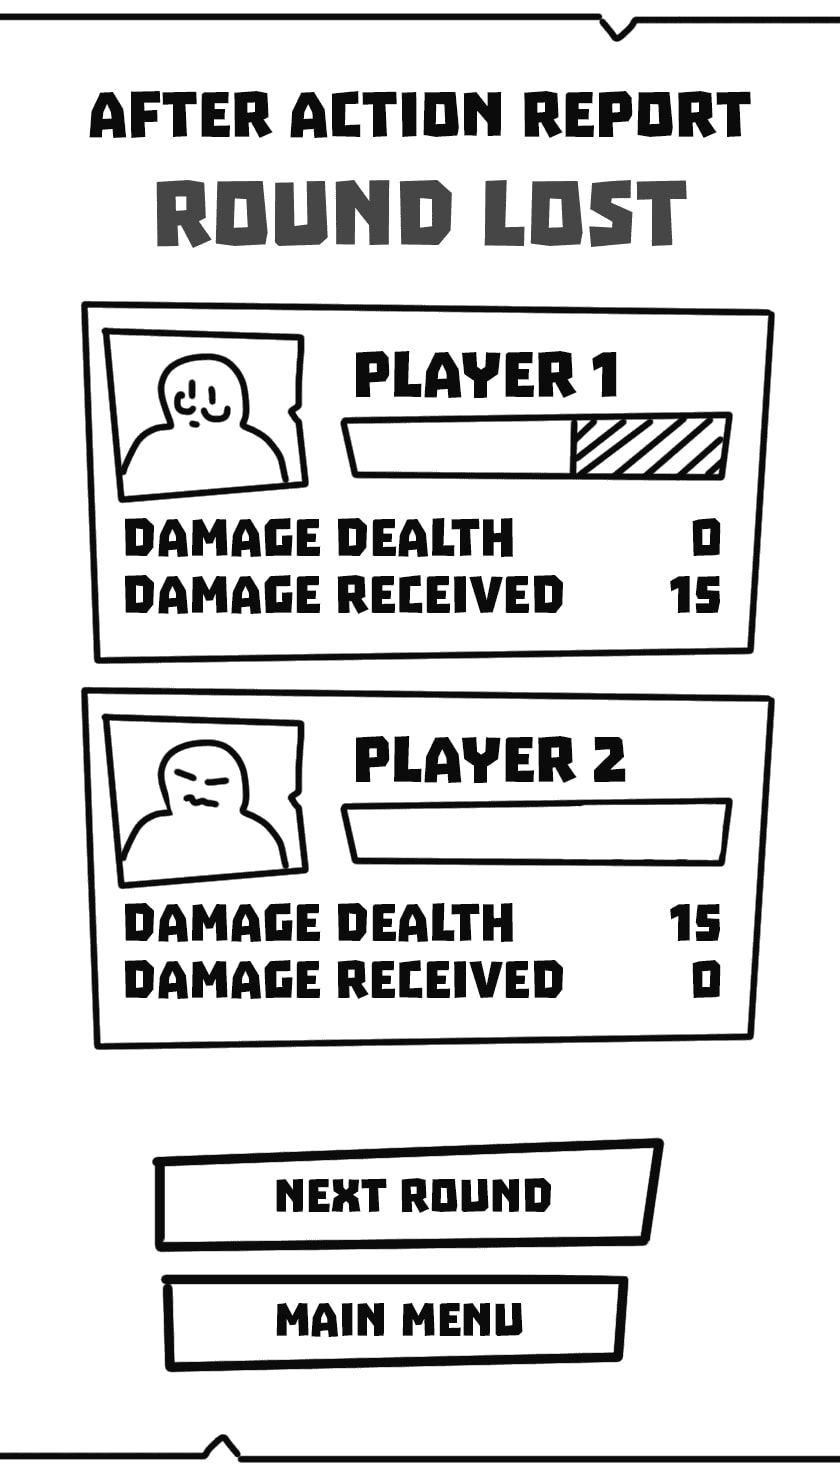 AFTER ACTION REPORT
ROUND LOST
PLAYER 1
DAMAGE DEALTH 0
DAMAGE RECEIVED 15
PLAYER 2
DAMAGE DEALTH 15
DAMAGE RECEIVED 0
NEXT ROUND
MAIN MENU